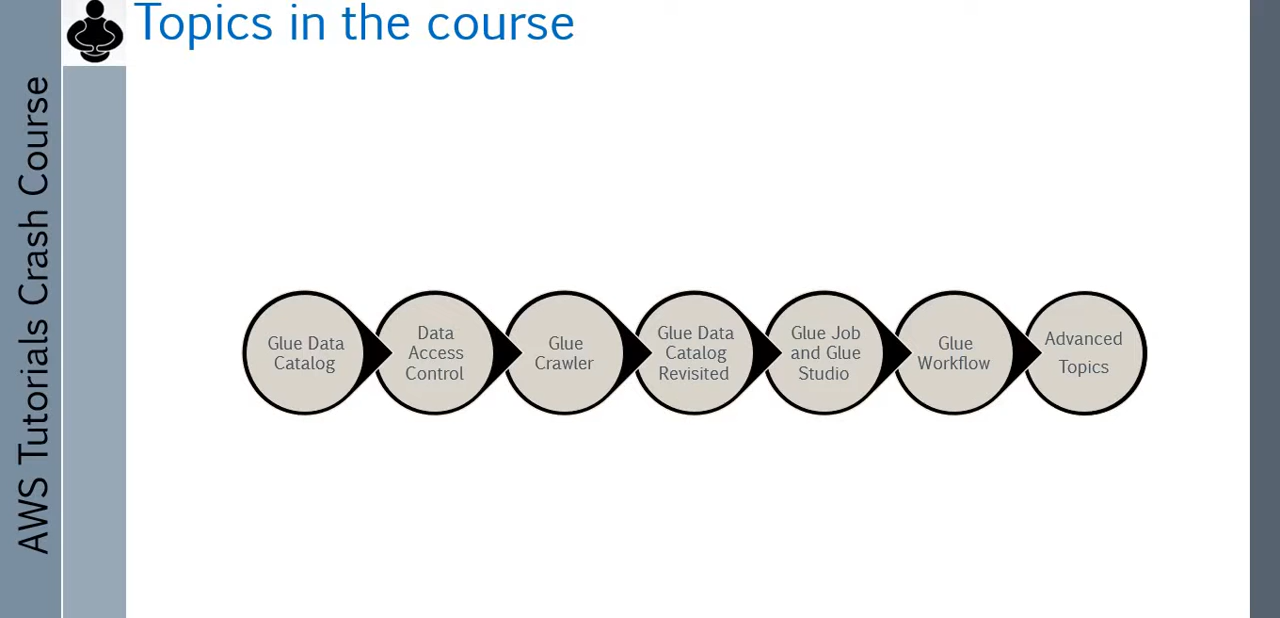 Topics in the course
AWS Tutorials Crash Course
Glue Data
Catalog
Data
Access
Control
Glue
Crawler
Glue Data
Catalog
Revisited
Glue Job
and Glue
Studio
Glue
Workflow
Advanced
Topics